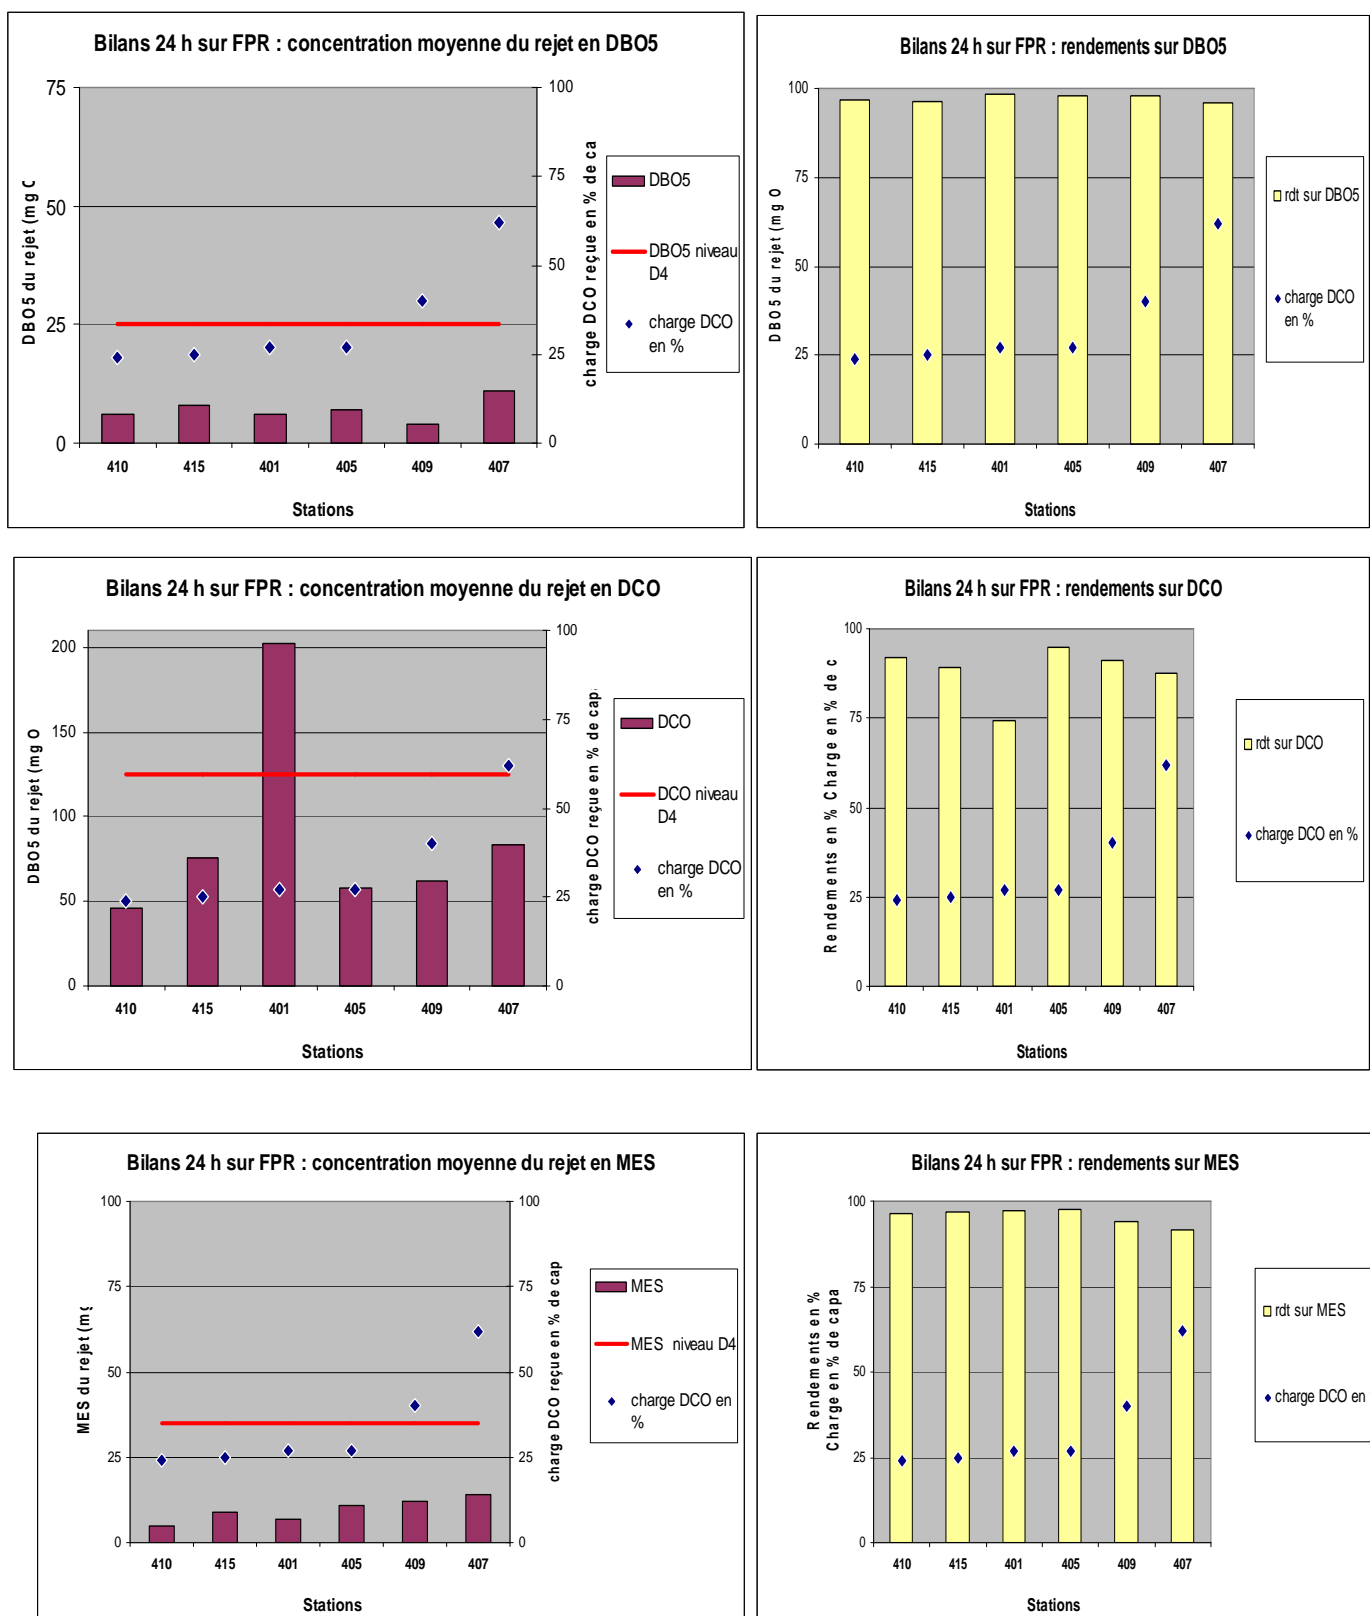 Bilans 24 h sur FPR : concentration moyenne du rejet en DBO5
75
50
25
0
DBO5 du rejet (mg
100
75
50
25
0
charge DCO reçue en % de ca
410 415 401 405 409 407
Stations
DBO5
DBO5 niveau
D4
charge DCO
en %
Bilans 24 h sur FPR : rendements sur DBO5
100
75
50
25
0
DBO5 du rejet (mg O
410 415 401 405 409 407
Stations
rdt sur DBO5
charge DCO
en %
Bilans 24 h sur FPR : concentration moyenne du rejet en DCO
200
150
100
50
0
DBO5 du rejet (mg O
100
75
50
25
0
charge DCO reçue en % de cap
410 415 401 405 409 407
Stations
DCO
DCO niveau
D4
charge DCO
en %
Bilans 24 h sur FPR : rendements sur DCO
100
75
50
25
0
Rendements en % Charge en % de c
410 415 401 405 409 407
Stations
rdt sur DCO
charge DCO en %
Bilans 24 h sur FPR : concentration moyenne du rejet en MES
100
75
50
25
0
MES du rejet (mg
100
75
50
25
0
charge DCO reçue en % de cap
410 415 401 405 409 407
Stations
MES
MES niveau D4
charge DCO en
%
Bilans 24 h sur FPR : rendements sur MES
100
75
50
25
0
Rendements en %
Charge en % de capa
410 415 401 405 409 407
Stations
rdt sur MES
charge DCO en